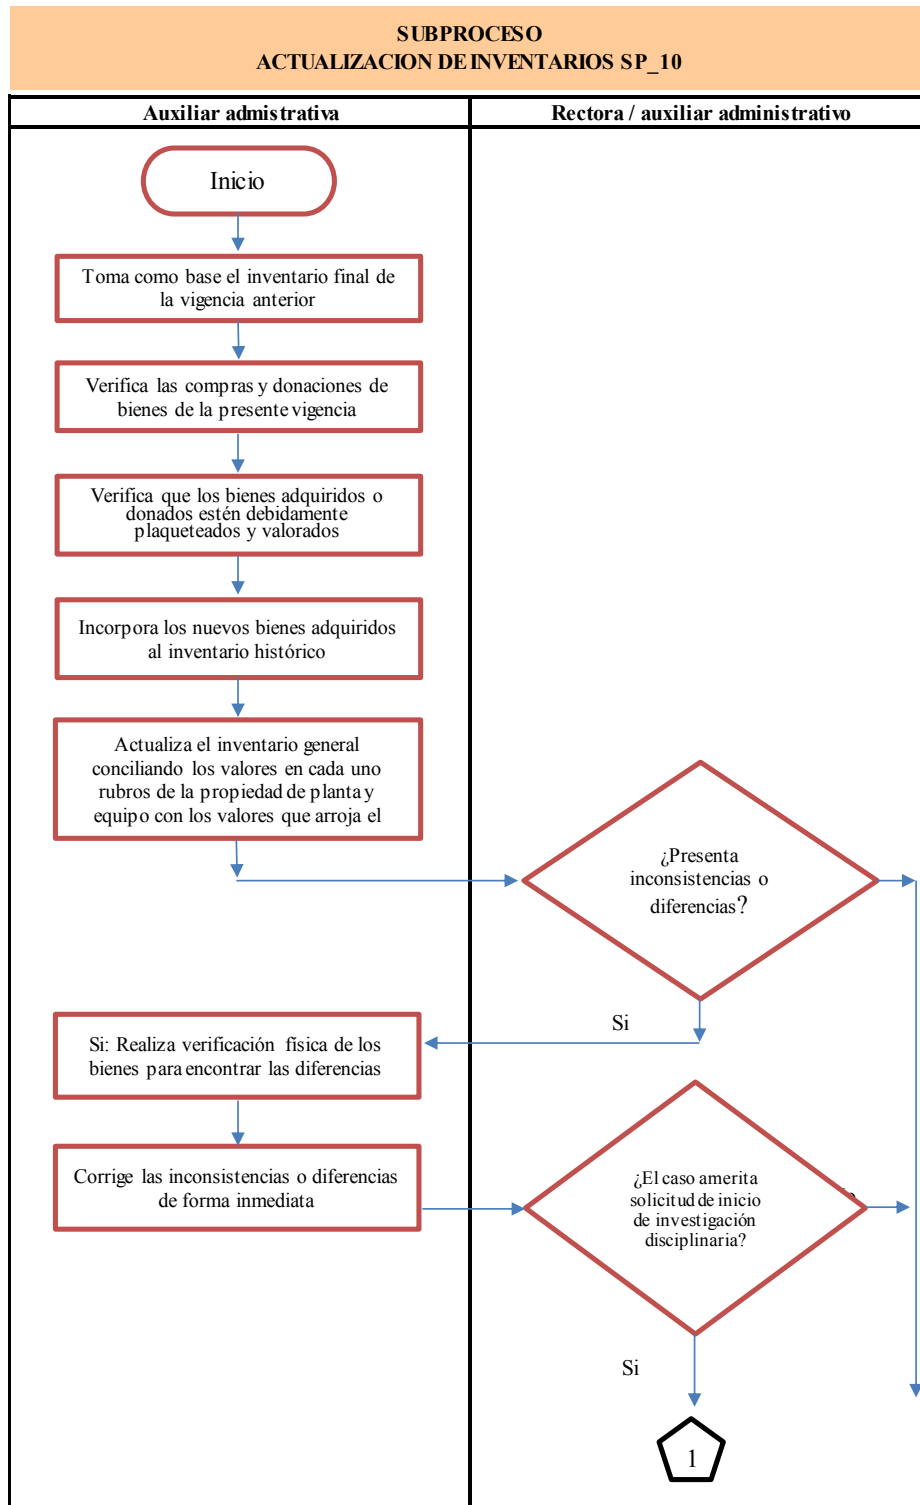 SUBPROCESO
ACTUALIZACION DE INVENTARIOS SP_10
Auxiliar admistrativa
Rectora / auxiliar administrativo
Inicio
Toma como base el inventario final de
la vigencia anterior
Verifica las compras y donaciones de
bienes de la presente vigencia
Verifica que los bienes adquiridos o
donados estén debidamente
plaqueteados y valorados
Incorpora los nuevos bienes adquiridos
al inventario histórico
Actualiza el inventario general
conciliando los valores en cada uno
rubros de la propiedad de planta y
equipo con los valores que arroja el
¿Presenta
inconsistencias o
diferencias?
Si
Si: Realiza verificación física de los
bienes para encontrar las diferencias
Corrige las inconsistencias o diferencias
de forma inmediata
¿El caso amerita
solicitud de inicio
de investigación
disciplinaria?
Si
1